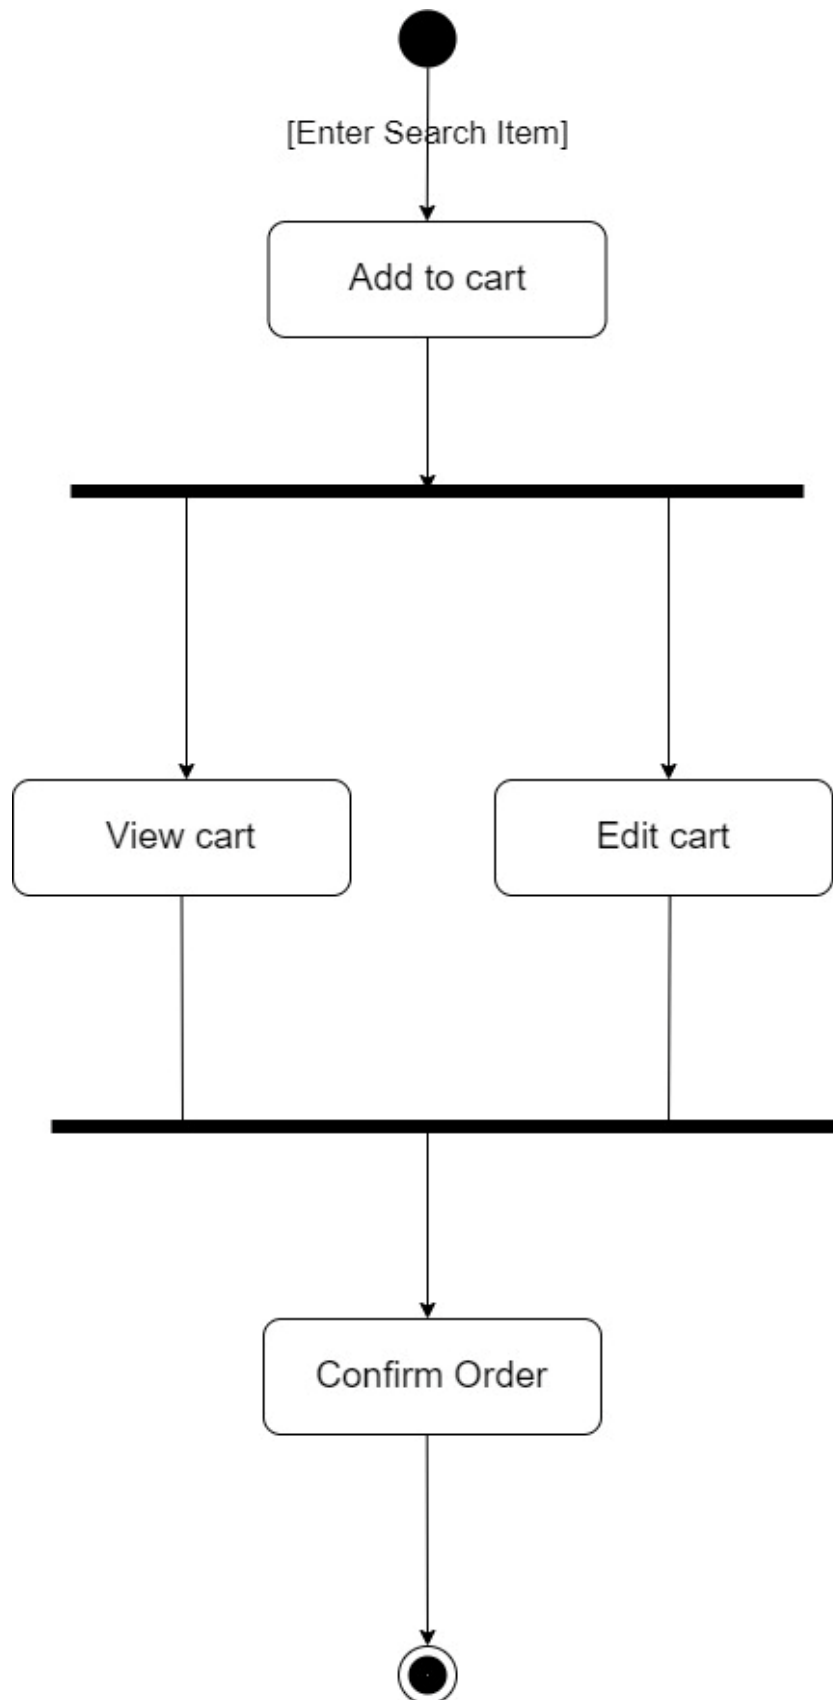 [Enter Search Item]
Add to cart
View cart
Edit cart
Confirm Order